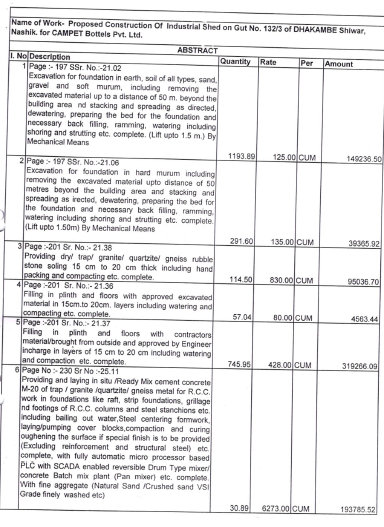 Name of Work- Proposed Construction Of Industrial Shed on Gut No. 132/3 of DHAKAMBE Shiwar,
Nashik. for CAMPET Bottels Pvt. Ltd.
ABSTRACT
I. No Description Quantity Rate Per Amount
1 Page :- 197 SSr. No.:-21.02
Excavation for foundation in earth, soil of all types, sand,
gravel and soft murum, including removing the
excavated material up to a distance of 50 m. beyond the
building area nd stacking and spreading as directed,
dewatering, preparing the bed for the foundation and
necessary back filling, ramming, watering including
shoring and strutting etc. complete. (Lift upto 1.5 m.) By
Mechanical Means
1193.89 125.00 CUM 149236.50
2 Page :- 197 SSr. No.:-21.06
Excavation for foundation in hard murum including
removing the excavated material upto distance of 50
metres beyond the building area and stacking and
spreading as irected, dewatering, preparing the bed for
the foundation and necessary back filling, ramming,
watering including shoring and strutting etc. complete.
(Lift upto 1.50m) By Mechanical Means
291.60 135.00 CUM 39365.92
3 Page :-201 Sr. No.:- 21.38
Providing dry/ trap/ granite/ quartzite/ gneiss rubble
stone soling 15 cm to 20 cm thick including hand
packing and compacting etc. complete.
114.50 830.00 CUM 95036.70
4 Page :-201 Sr. No.:- 21.36
Filling in plinth and floors with approved excavated
material in 15cm.to 20cm. layers including watering and
compacting etc. complete.
57.04 80.00 CUM 4563.44
5 Page :-201 Sr. No.:- 21.37
Filling in plinth and floors with contractors
material/brought from outside and approved by Engineer
incharge in layers of 15 cm to 20 cm including watering
and compaction etc. complete.
745.95 428.00 CUM 319266.09
6 Page No :- 230 Sr No :-25.11
Providing and laying in situ /Ready Mix cement concrete
M-20 of trap / granite /quartzite/ gneiss metal for R.C.C.
work in foundations like raft, strip foundations, grillage
nd footings of R.C.C. columns and steel stanchions etc.
including bailing out water,Steel centering formwork,
laying/pumping cover blocks,compaction and curing
oughening the surface if special finish is to be provided
(Excluding reinforcement and structural steel) etc.
complete, with fully automatic micro processor based
PLC with SCADA enabled reversible Drum Type mixer/
concrete Batch mix plant (Pan mixer) etc. complete.
With fine aggregate (Natural Sand /Crushed sand VSI
Grade finely washed etc)
30.89 6273.00 CUM 193785.52